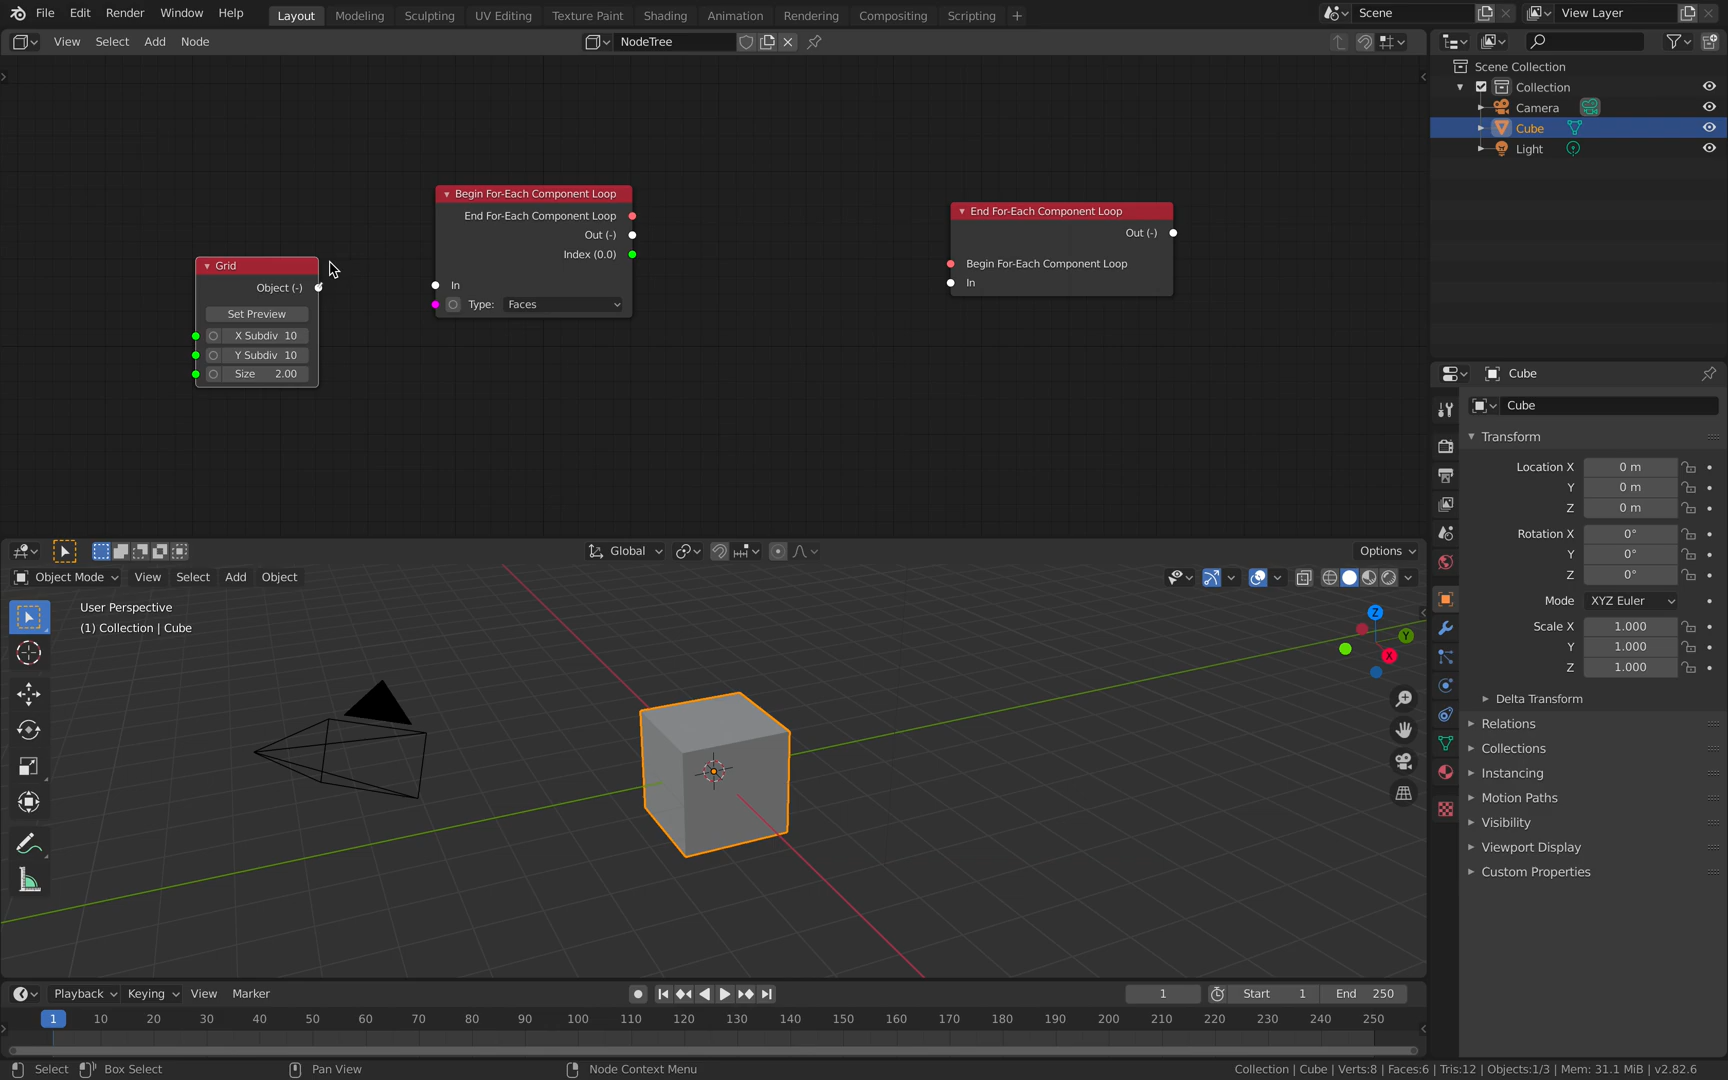 File Edit Render Window Help Layout Modeling Sculpting UV Editing Texture Paint Shading Animation Rendering Compositing Scripting + Scene View Layer
View Select Add Node NodeTree
Scene Collection
Collection
Camera
Cube
Light
Begin For-Each Component Loop
End For-Each Component Loop
Out (-)
Index (0.0)
In
Type: Faces
End For-Each Component Loop
Out (-)
Begin For-Each Component Loop
In
Grid
Object (-)
Set Preview
X Subdiv 10
Y Subdiv 10
Size 2.00
Cube
Cube
Transform
Location X 0 m
Y 0 m
Z 0 m
Rotation X 0°
Y 0°
Z 0°
Mode XYZ Euler
Scale X 1.000
Y 1.000
Z 1.000
Delta Transform
Relations
Collections
Instancing
Motion Paths
Visibility
Viewport Display
Custom Properties
Global Options
Object Mode View Select Add Object
User Perspective
(1) Collection | Cube
Z
Y
X
Playback Keying View Marker 1 Start 1 End 250
1 10 20 30 40 50 60 70 80 90 100 110 120 130 140 150 160 170 180 190 200 210 220 230 240 250
Select Box Select Pan View Node Context Menu Collection | Cube | Verts:8 | Faces:6 | Tris:12 | Objects:1/3 | Mem: 31.1 MiB | v2.82.6